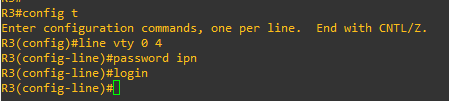 R3#
R3#config t
Enter configuration commands, one per line.  End with CNTL/Z.
R3(config)#line vty 0 4
R3(config-line)#password ipn
R3(config-line)#login
R3(config-line)#